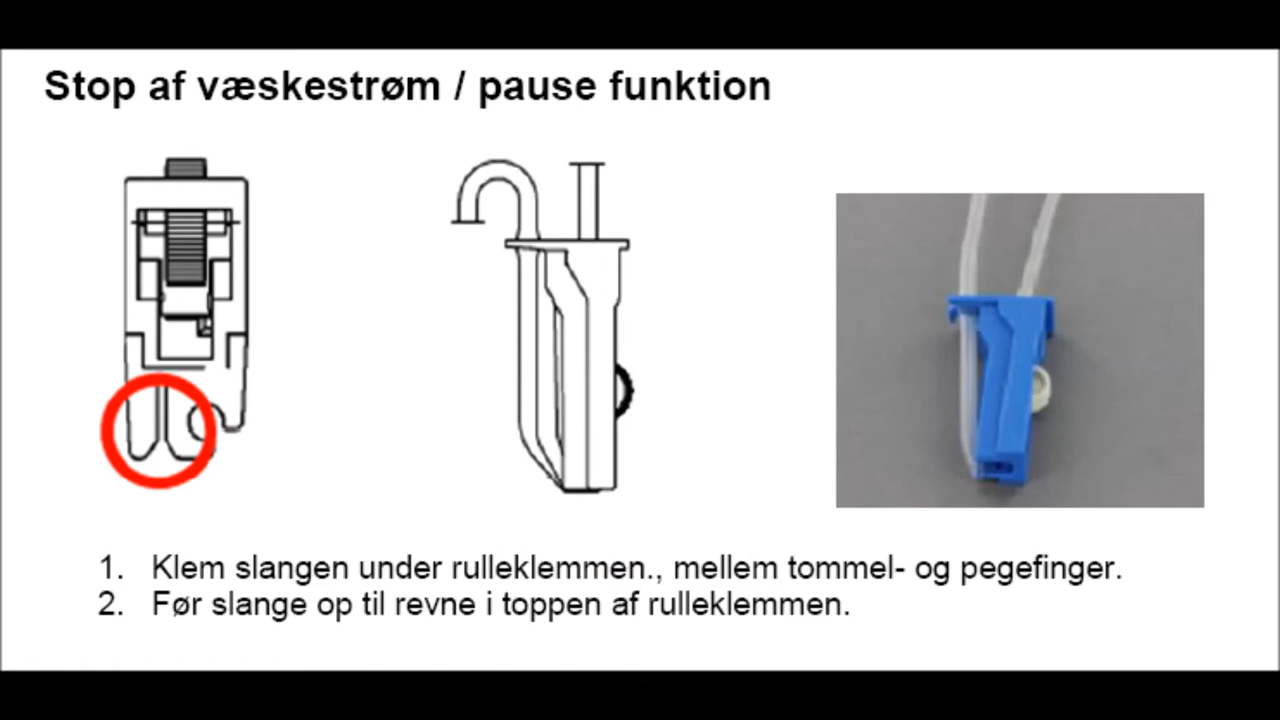 Stop af væskestrøm / pause funktion
1. Klem slangen under rulleklemmen., mellem tommel- og pegefinger.
2. Før slange op til revne i toppen af rulleklemmen.